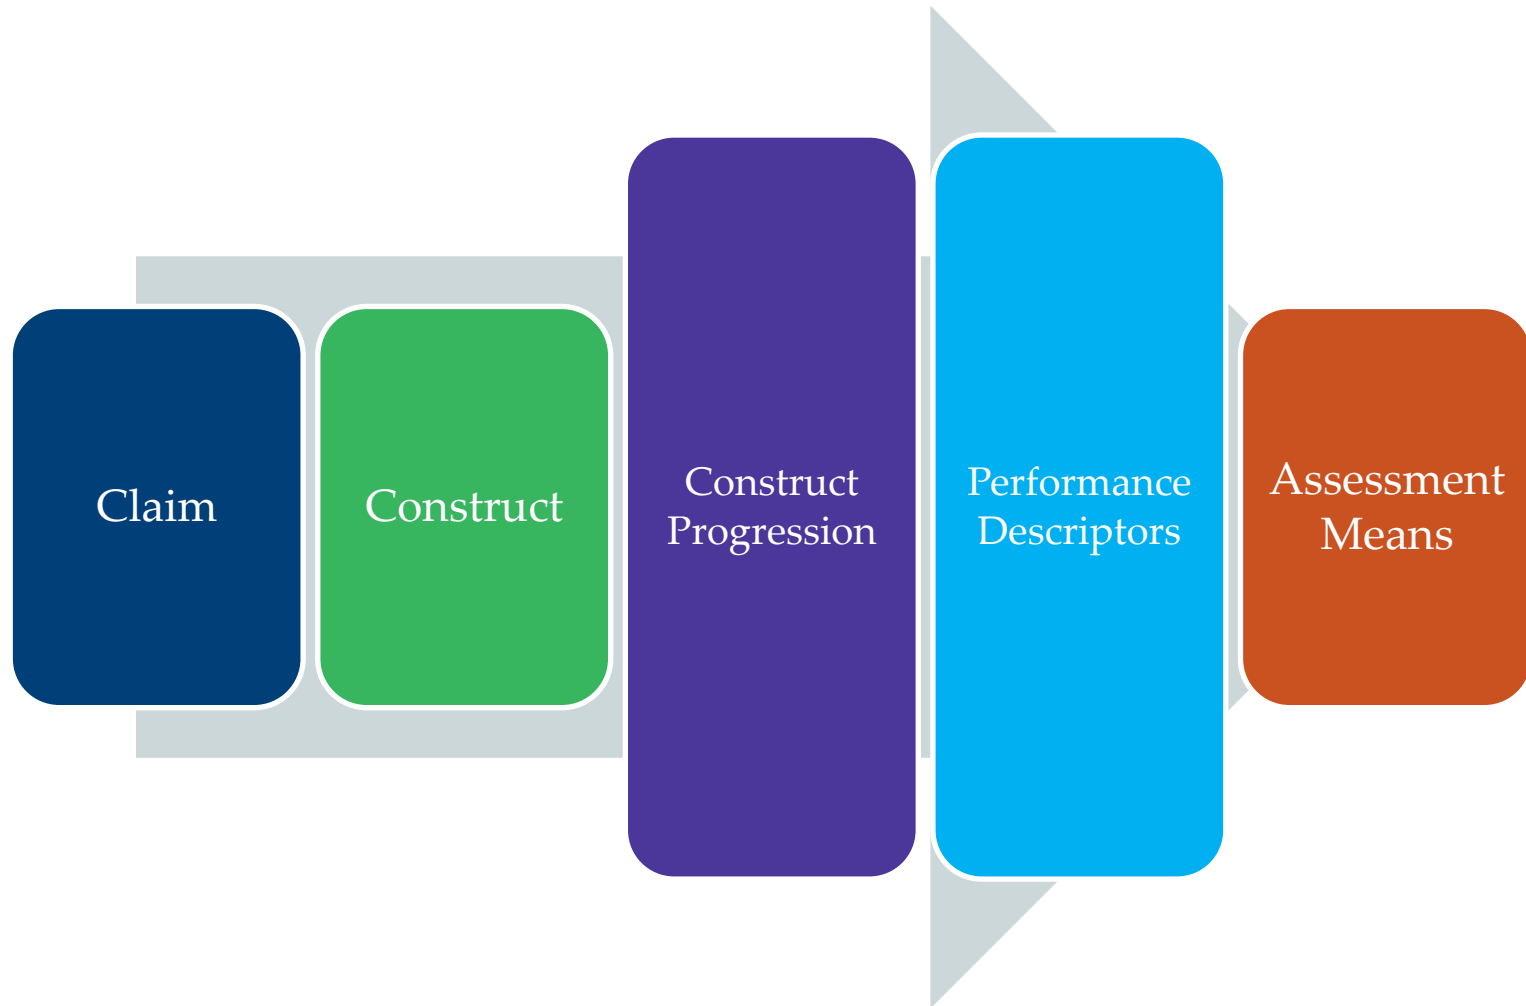 Claim
Construct
Construct
Progression
Performance
Descriptors
Assessment
Means